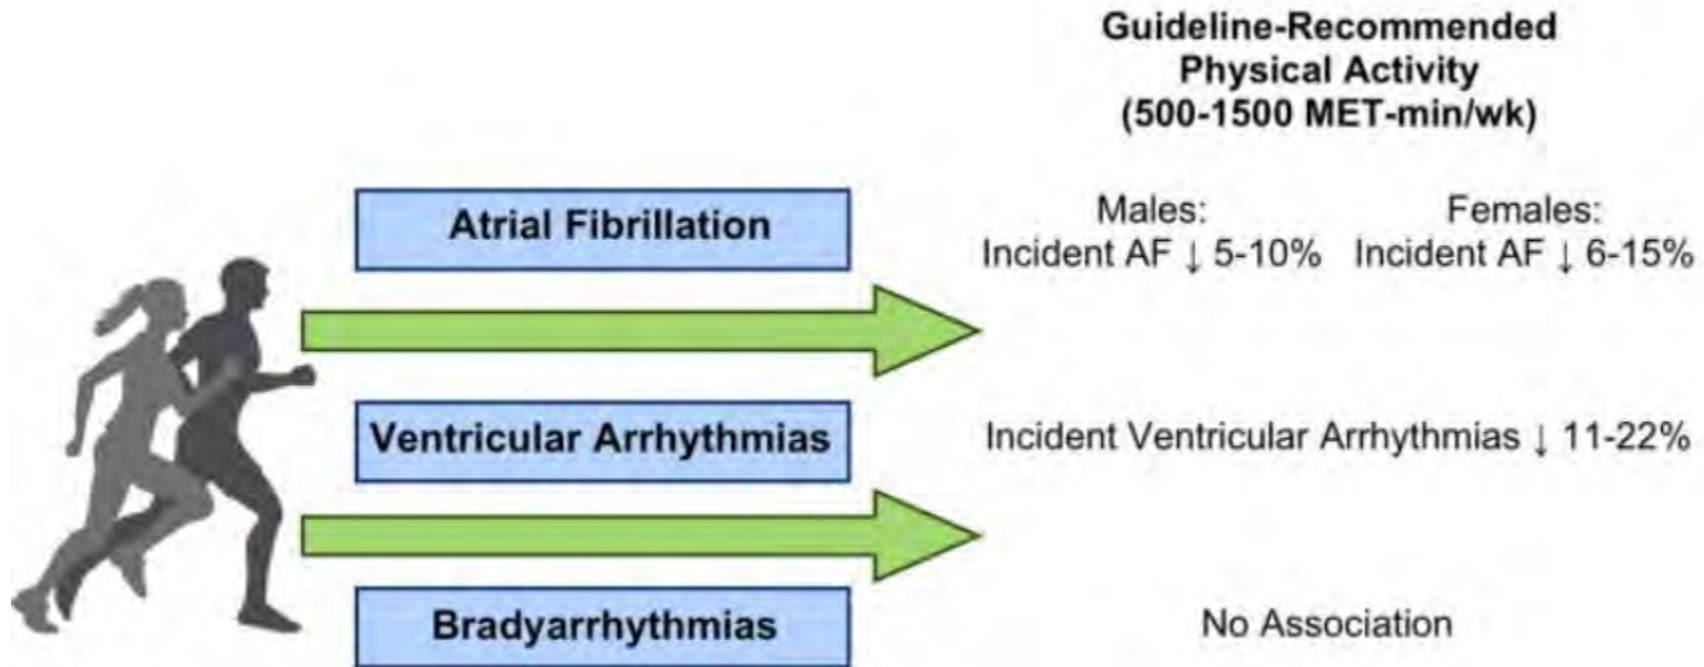 Guideline-Recommended
Physical Activity
(500-1500 MET-min/wk)
Atrial Fibrillation
Males:
Incident AF ↓ 5-10%
Females:
Incident AF ↓ 6-15%
Ventricular Arrhythmias
Incident Ventricular Arrhythmias ↓ 11-22%
Bradyarrhythmias
No Association